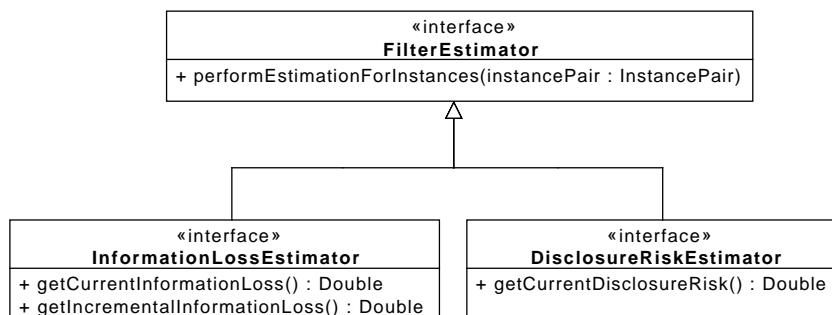 «interface»
FilterEstimator
+ performEstimationForInstances(instancePair : InstancePair)
«interface»
InformationLossEstimator
+ getCurrentInformationLoss() : Double
+ getIncrementalInformationLoss() : Double
«interface»
DisclosureRiskEstimator
+ getCurrentDisclosureRisk() : Double